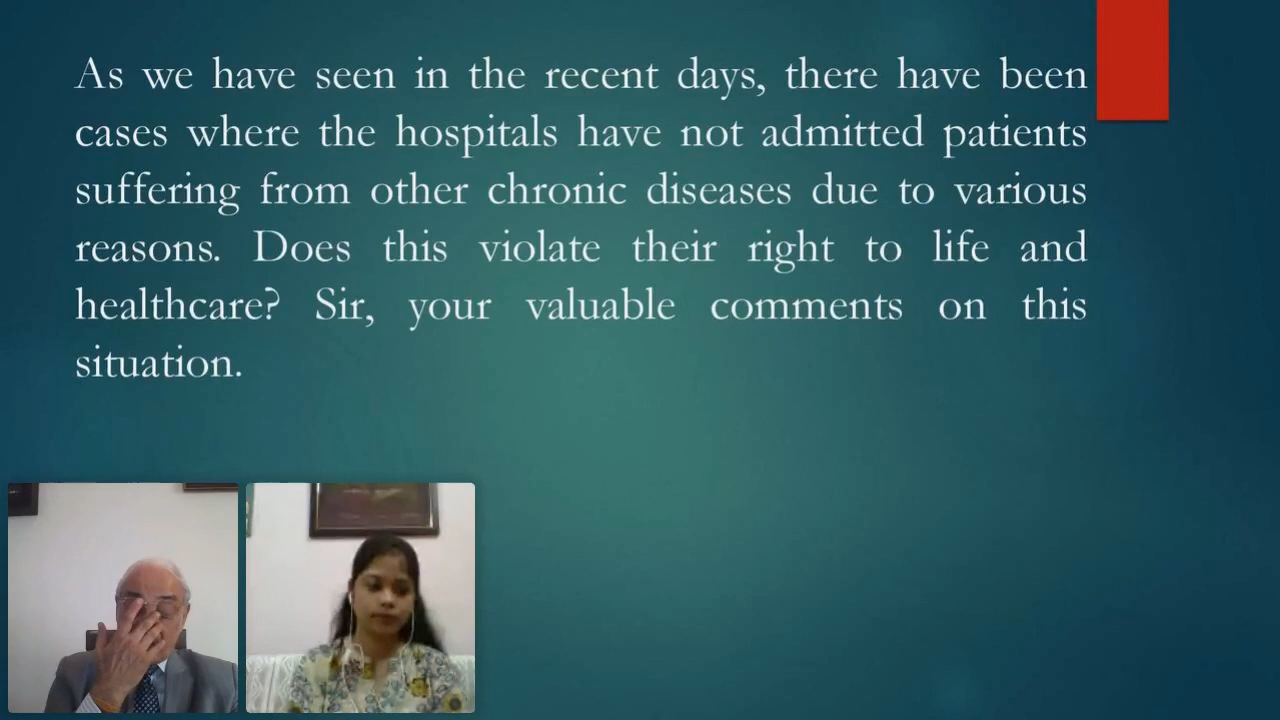 As we have seen in the recent days, there have been
cases where the hospitals have not admitted patients
suffering from other chronic diseases due to various
reasons. Does this violate their right to life and
healthcare? Sir, your valuable comments on this
situation.